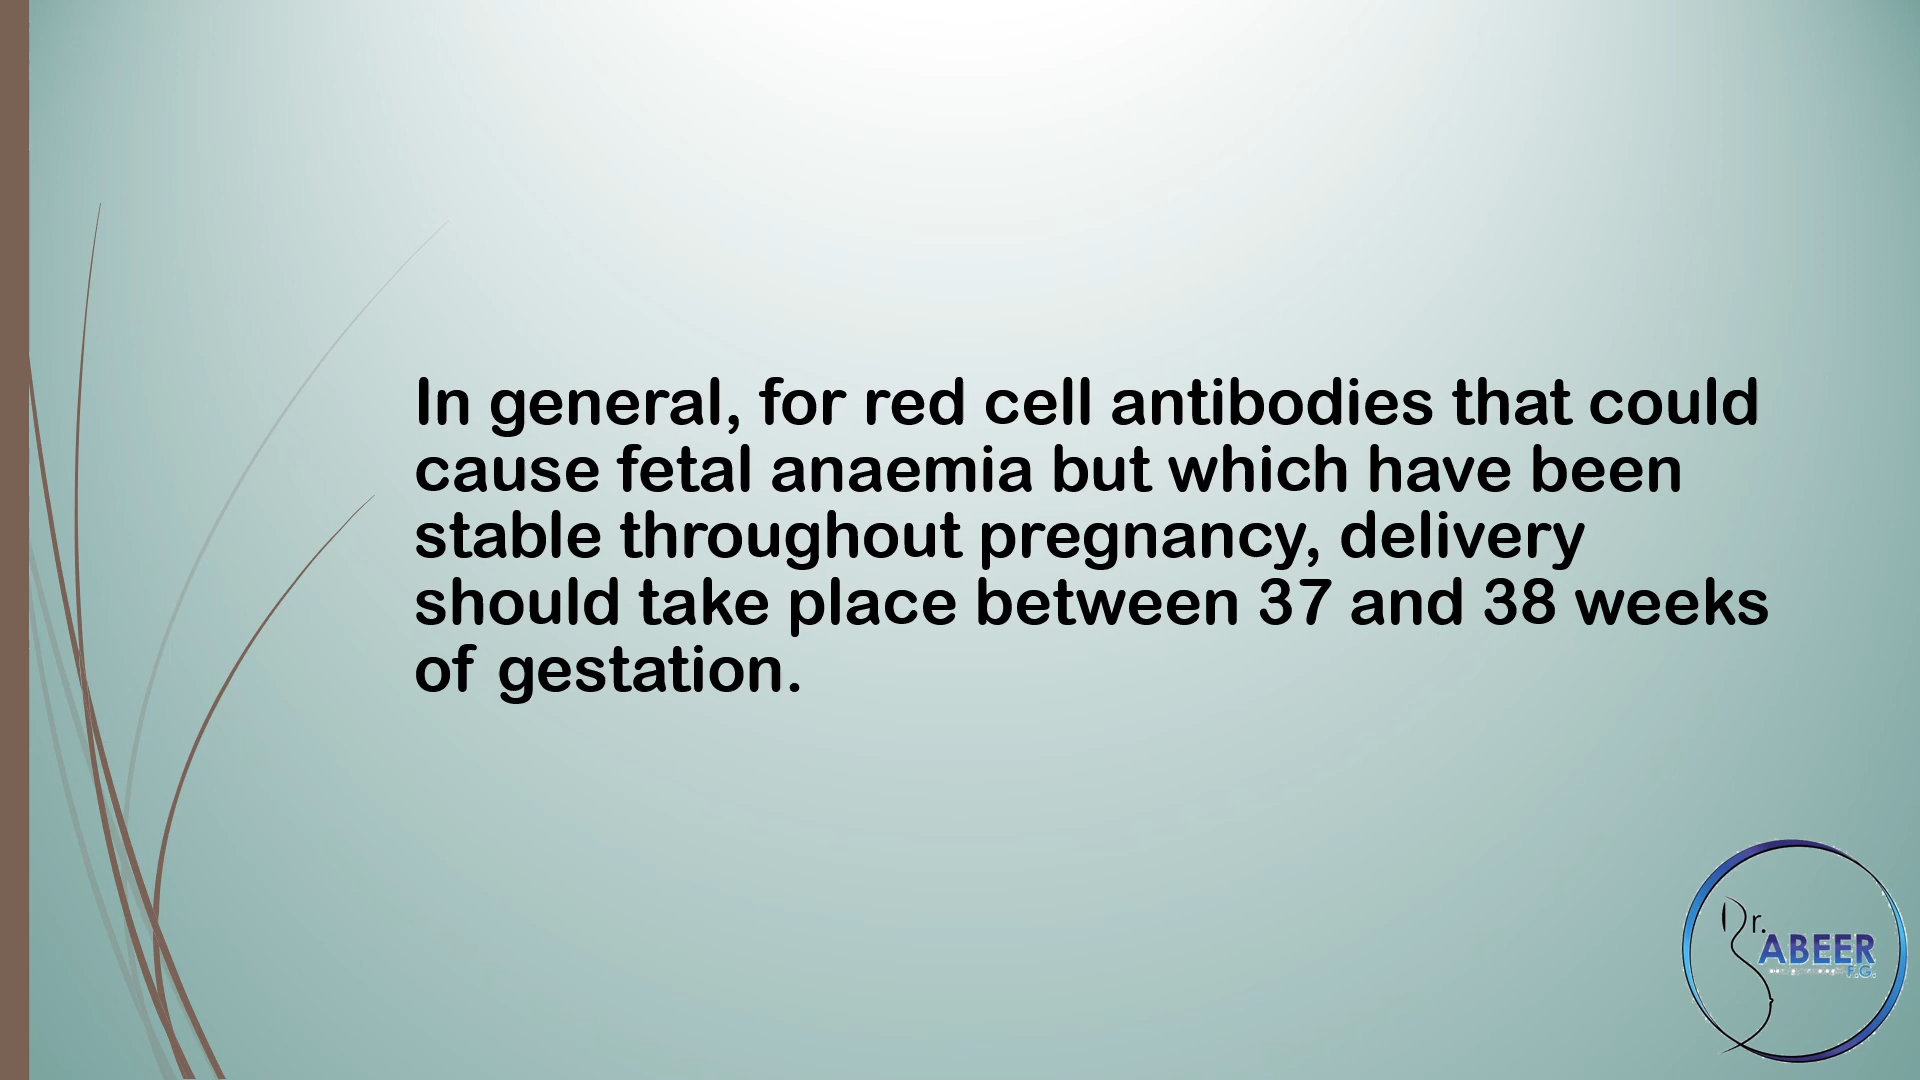 In general, for red cell antibodies that could
cause fetal anaemia but which have been
stable throughout pregnancy, delivery
should take place between 37 and 38 weeks
of gestation.
Dr.
ABEER
F.G.